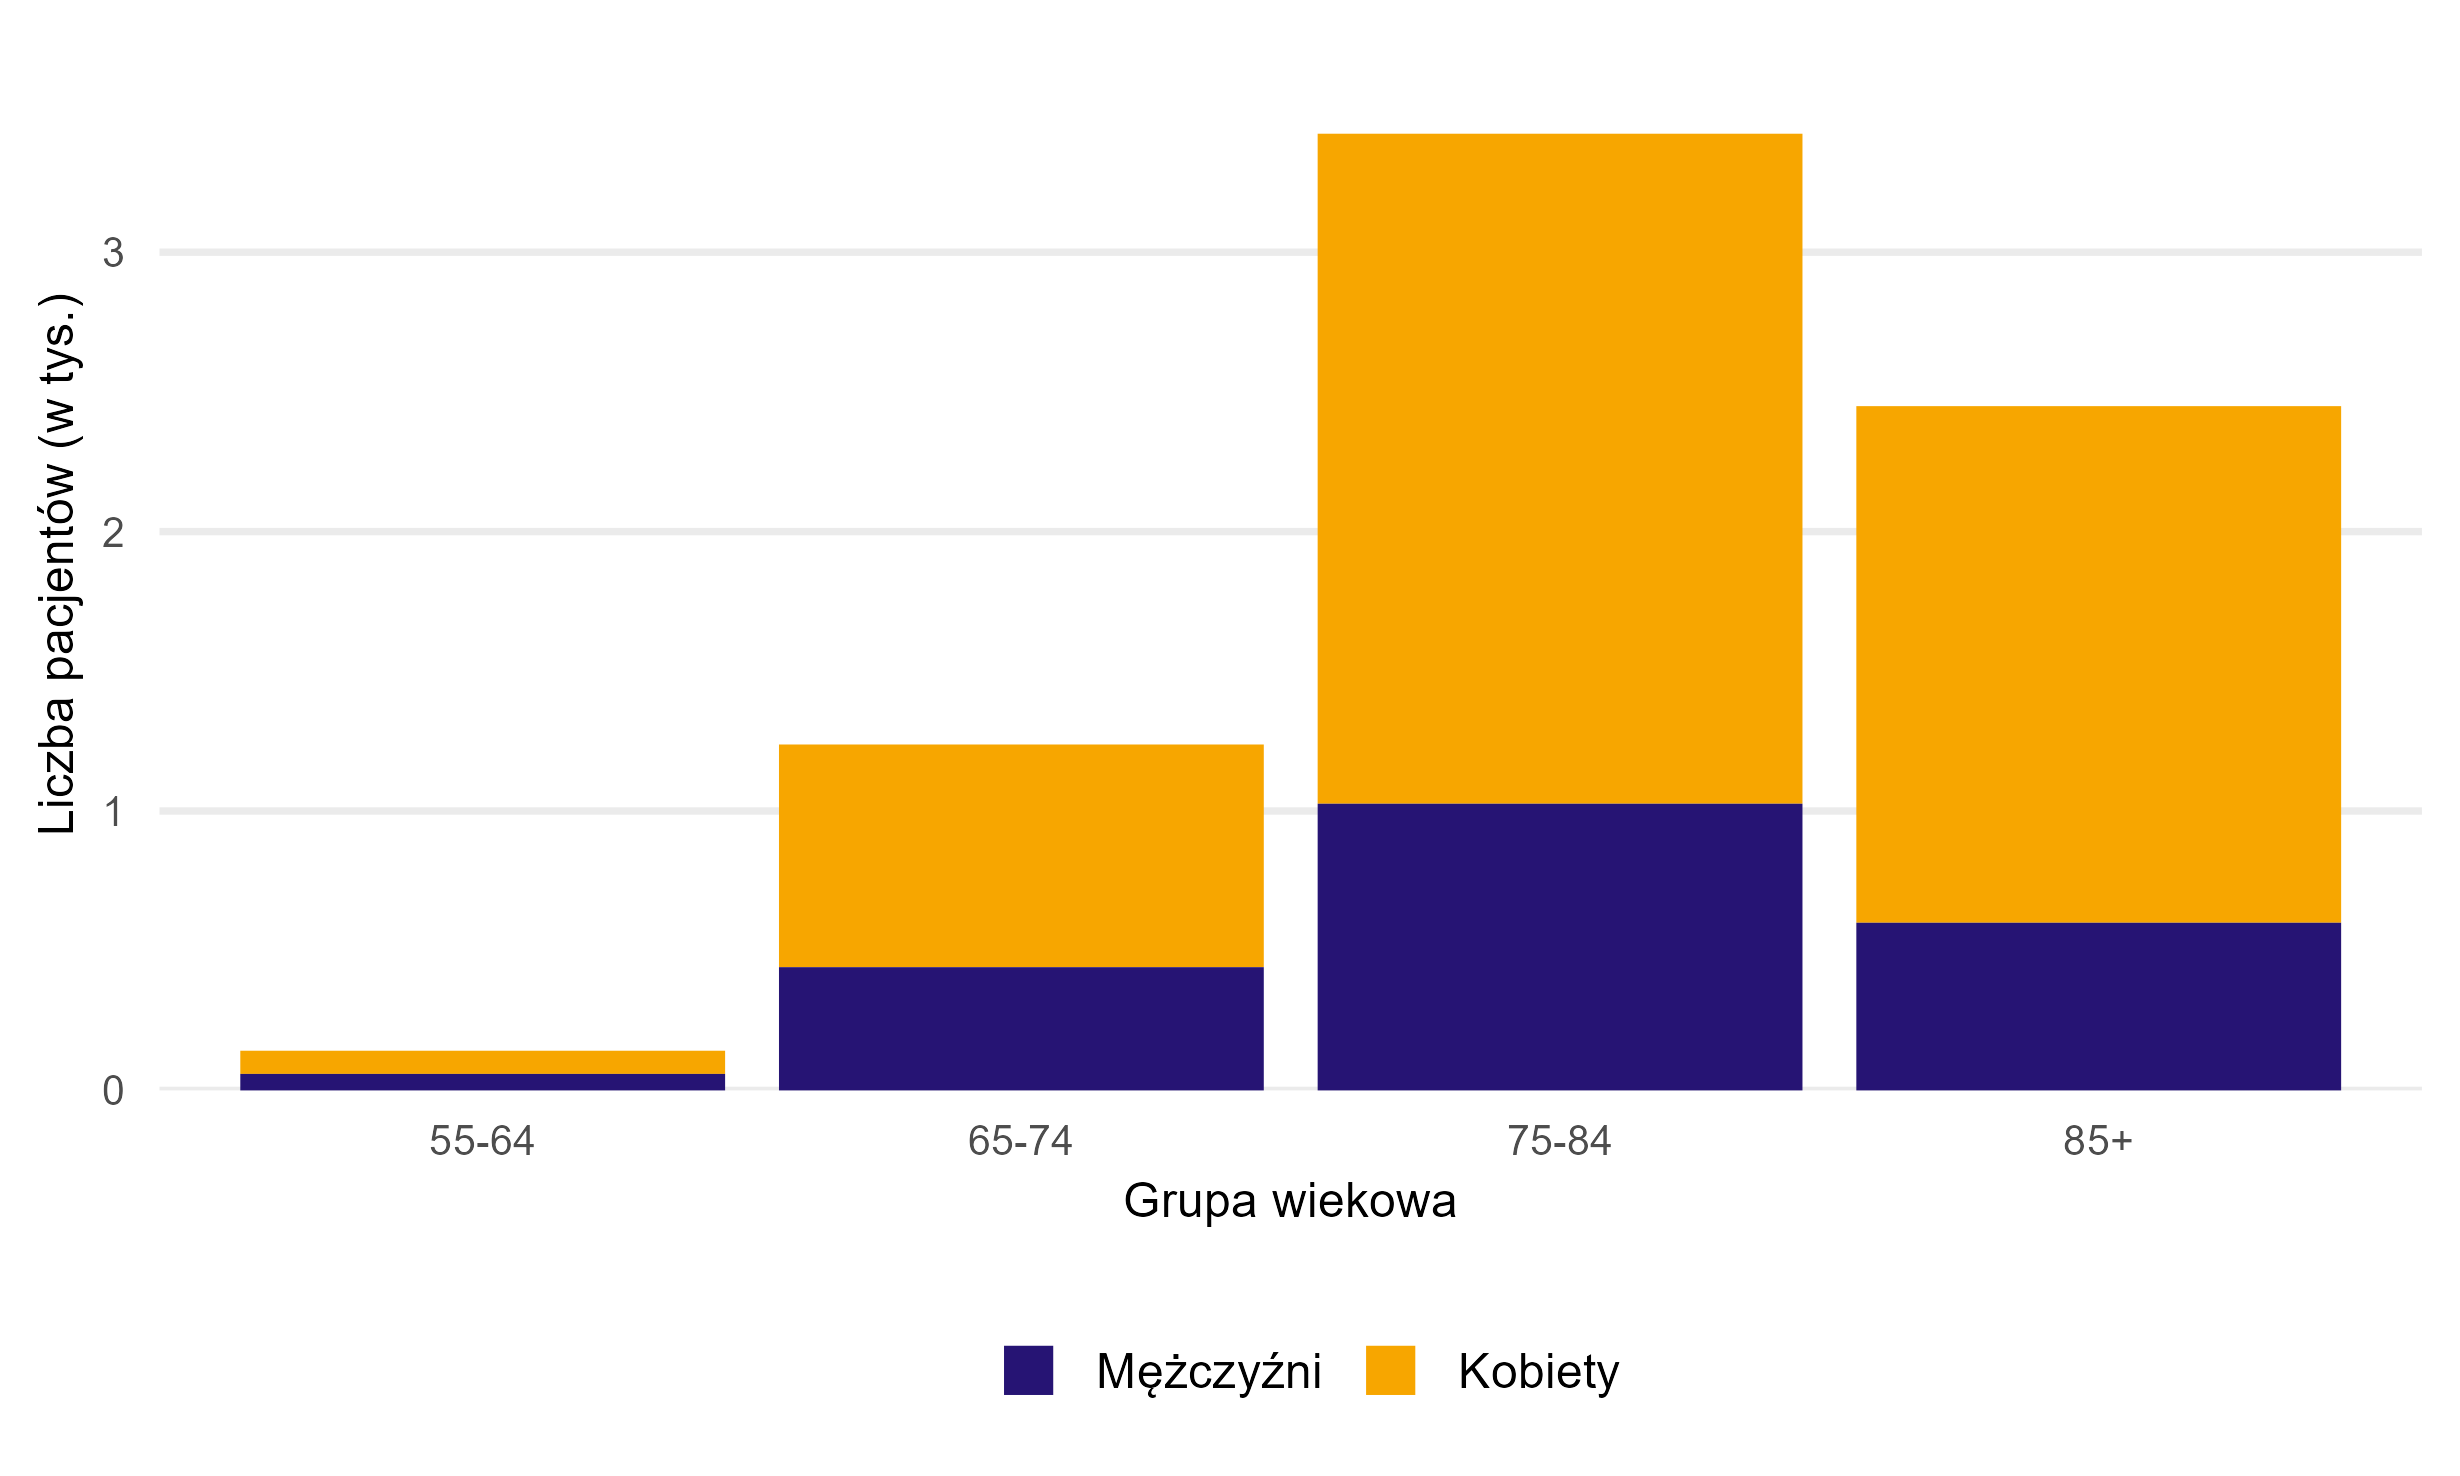 Liczba pacjentów (w tys.)
3
2
1
0
55-64 65-74 75-84 85+
Grupa wiekowa
Mężczyźni Kobiety